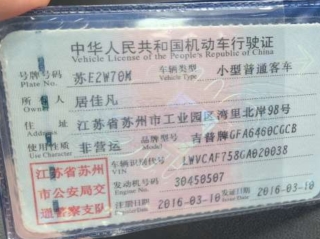 中华人民共和国机动车行驶证
Vehicle License of the People's Republic of China
号牌号码 苏E2W70M 车辆类型 小型普通客车
Plate No. Vehicle Type
所有人 居佳凡
Owner
住址 江苏省苏州市工业园区海里北岸98号
Address
使用性质 非营运 品牌型号 吉普牌GFA6460CGCB
Use Character Model
车辆识别代号 LWVCAF758GA020038
VIN
发动机号码 30450507
Engine No.
注册日期 2016-03-10 发证日期 2016-03-10
Register Date Issue Date
江苏省苏州
市公安局交
通警察支队